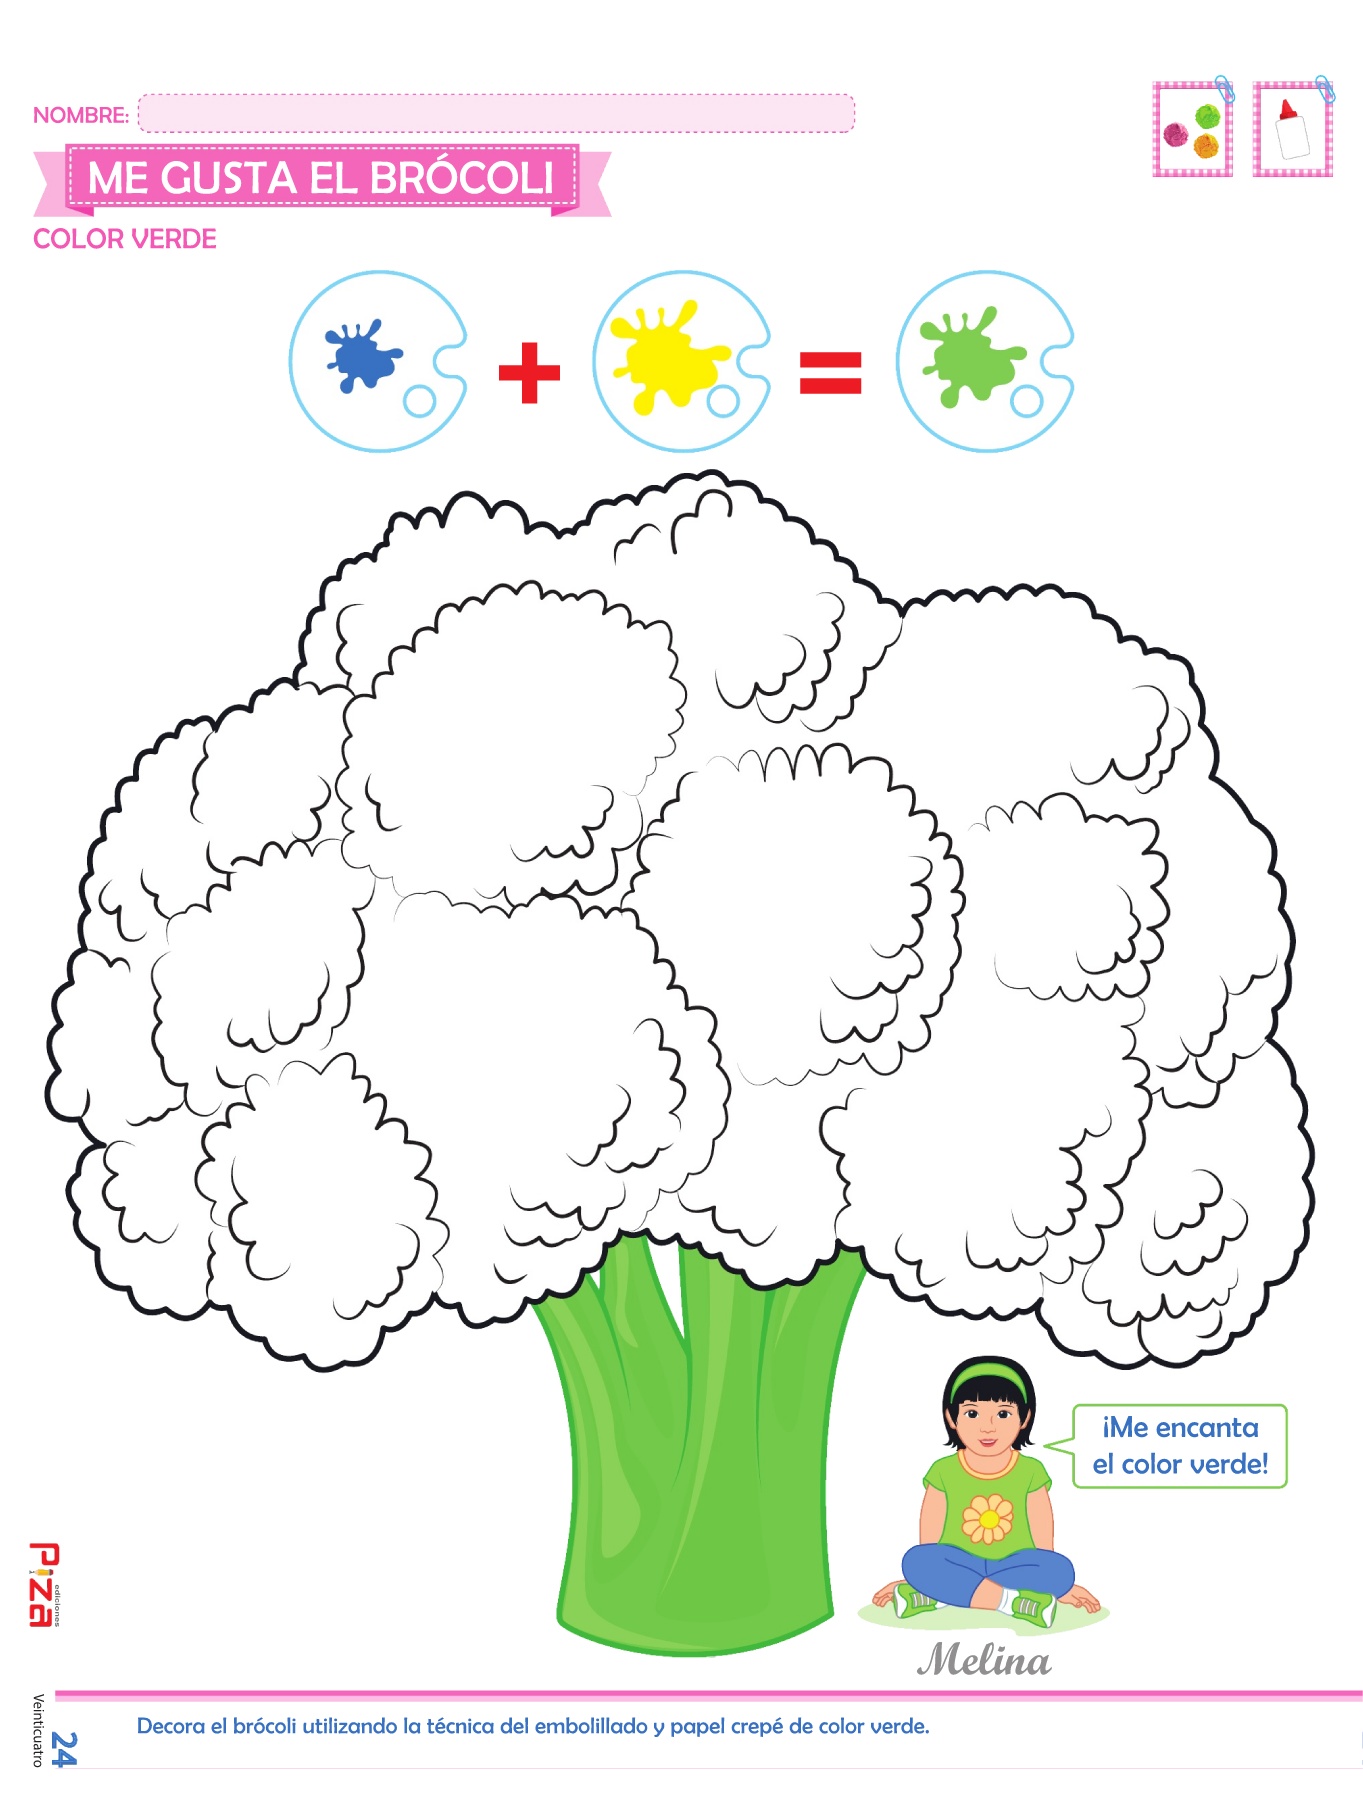 NOMBRE:
ME GUSTA EL BRÓCOLI
COLOR VERDE
¡Me encanta
el color verde!
Melina
Piza
ediciones
Decora el brócoli utilizando la técnica del embolillado y papel crepé de color verde.
24
Veinticuatro